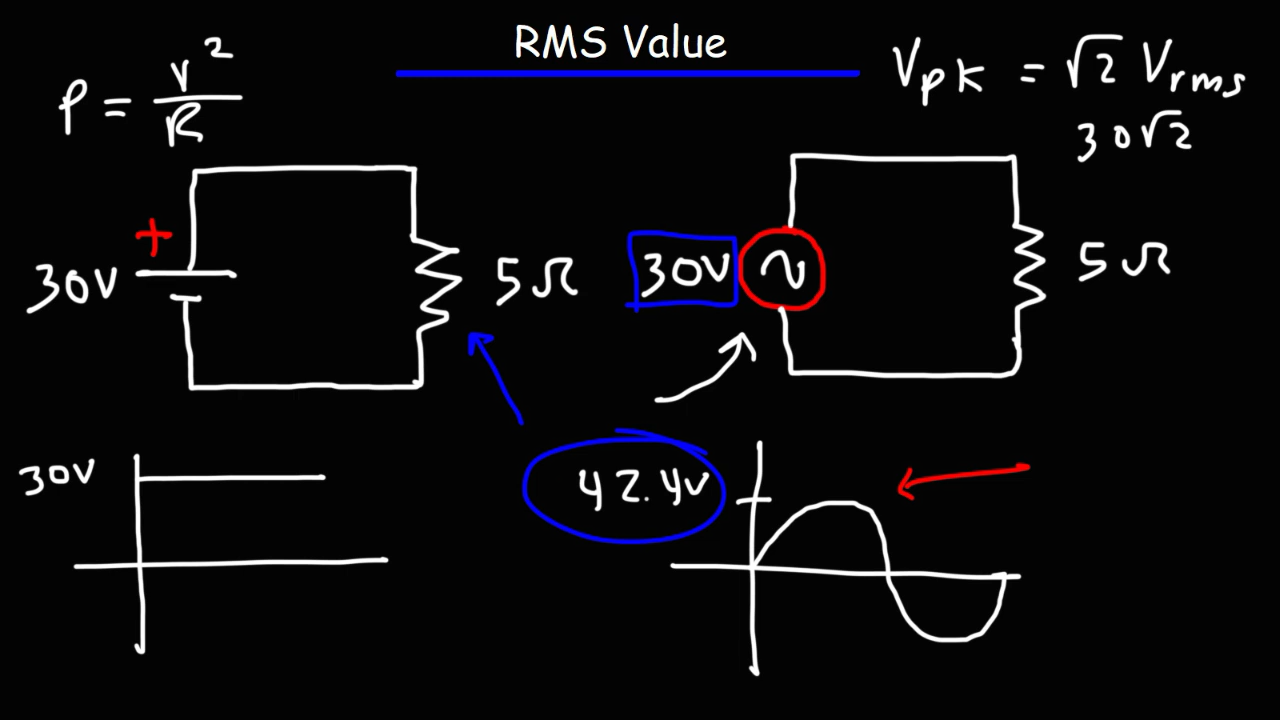 RMS Value
P = V²/R
Vpk = √2 Vrms
30√2
+
30V
5Ω
30V
5Ω
30V
42.4V